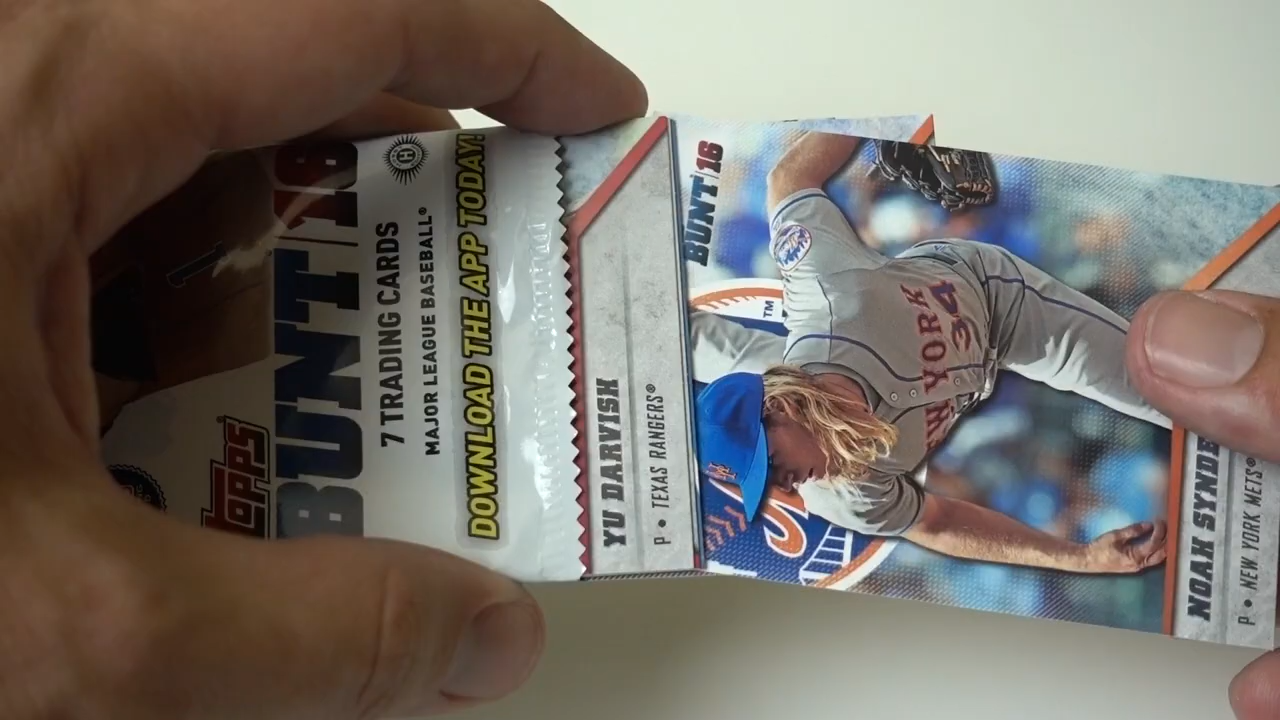 Topps
BUNT|16
7 TRADING CARDS
MAJOR LEAGUE BASEBALL®
DOWNLOAD THE APP TODAY!
YU DARVISH
P • TEXAS RANGERS®
BUNT|16
TM
NEW YORK
34
NOAH SYNDE
P • NEW YORK METS®